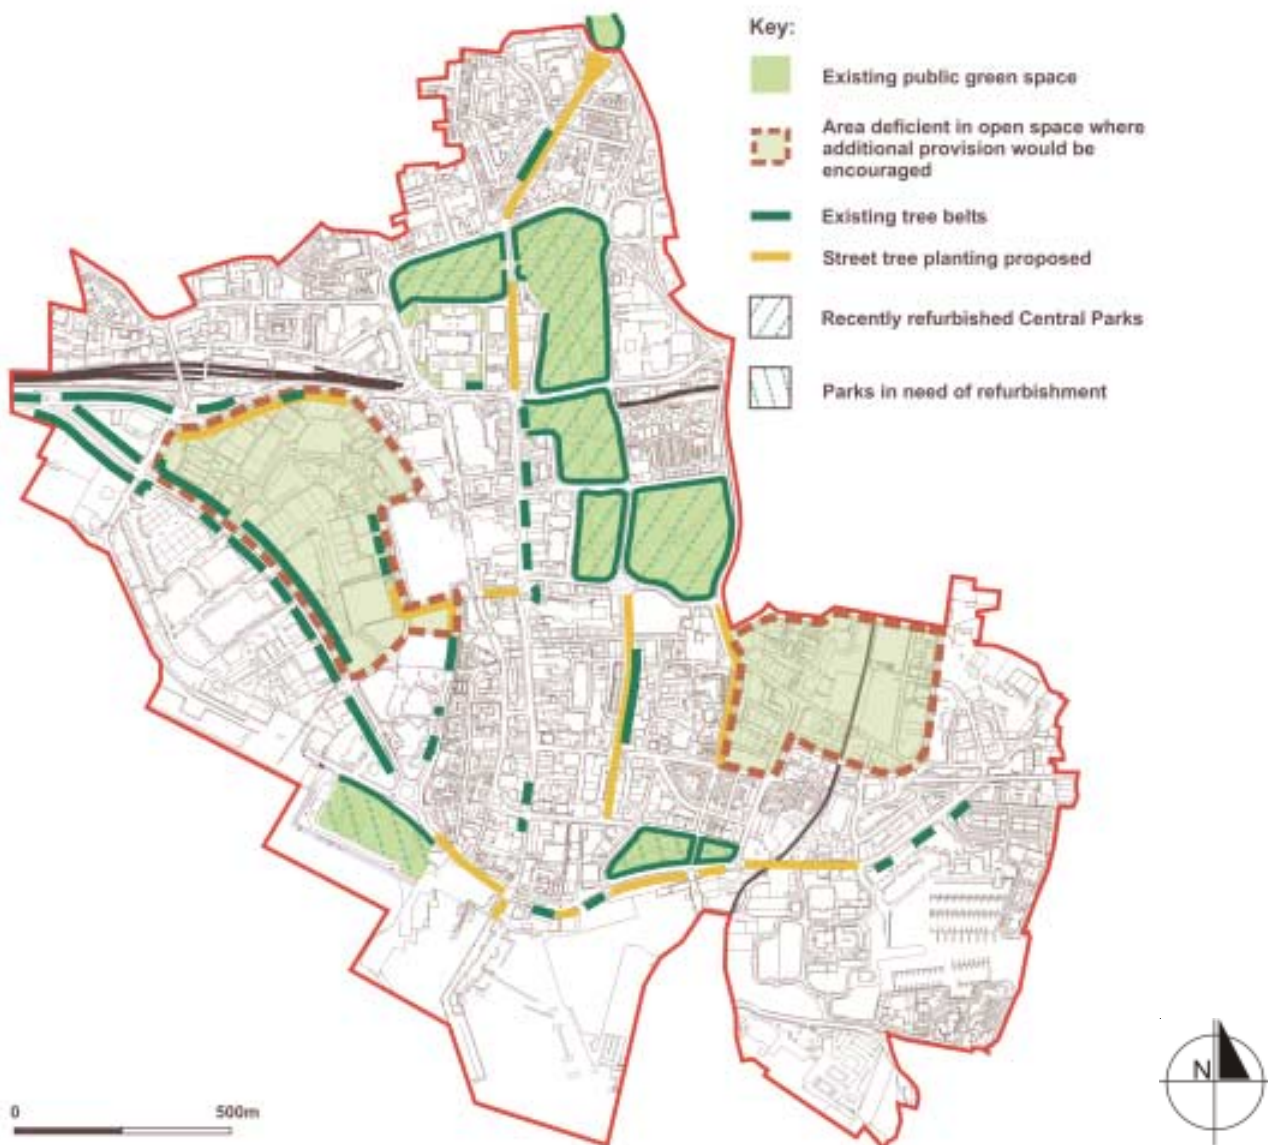 Key:
Existing public green space
Area deficient in open space where
additional provision would be
encouraged
Existing tree belts
Street tree planting proposed
Recently refurbished Central Parks
Parks in need of refurbishment
N
0 500m